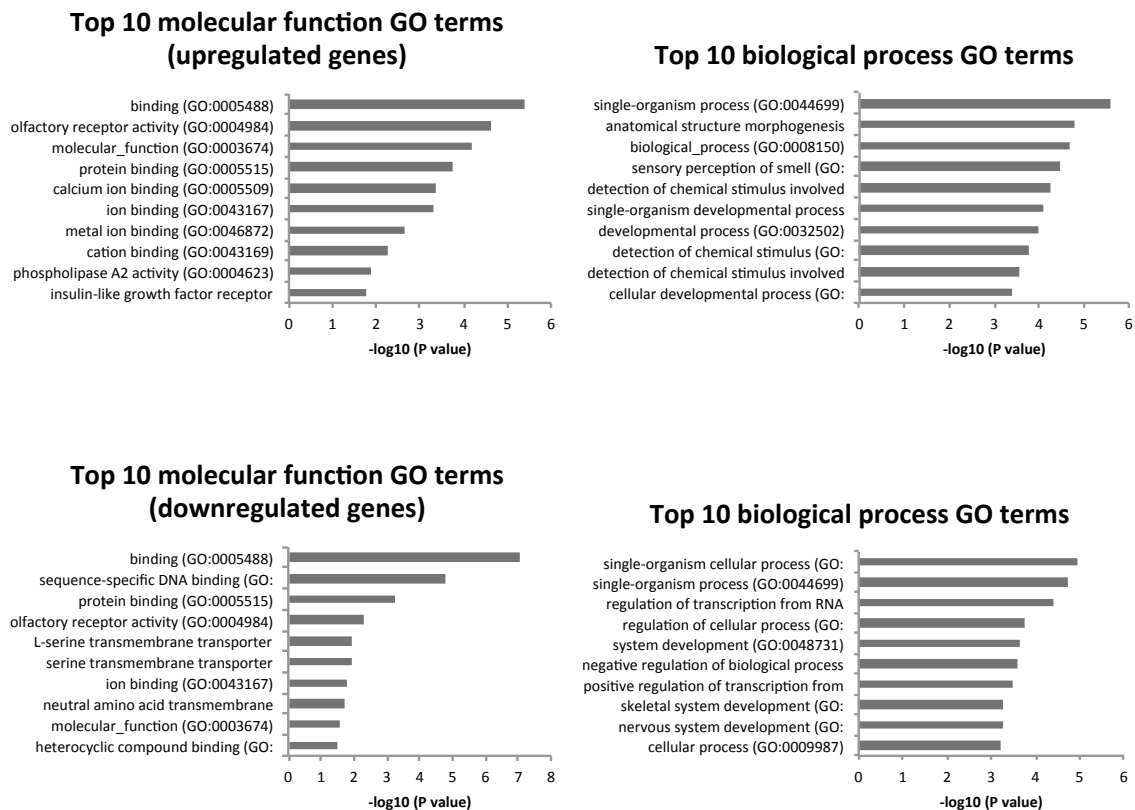 Top 10 molecular function GO terms
(upregulated genes)
binding (GO:0005488)
olfactory receptor activity (GO:0004984)
molecular_function (GO:0003674)
protein binding (GO:0005515)
calcium ion binding (GO:0005509)
ion binding (GO:0043167)
metal ion binding (GO:0046872)
cation binding (GO:0043169)
phospholipase A2 activity (GO:0004623)
insulin-like growth factor receptor
0 1 2 3 4 5 6
-log10 (P value)
Top 10 biological process GO terms
single-organism process (GO:0044699)
anatomical structure morphogenesis
biological_process (GO:0008150)
sensory perception of smell (GO:
detection of chemical stimulus involved
single-organism developmental process
developmental process (GO:0032502)
detection of chemical stimulus (GO:
detection of chemical stimulus involved
cellular developmental process (GO:
0 1 2 3 4 5 6
-log10 (P value)
Top 10 molecular function GO terms
(downregulated genes)
binding (GO:0005488)
sequence-specific DNA binding (GO:
protein binding (GO:0005515)
olfactory receptor activity (GO:0004984)
L-serine transmembrane transporter
serine transmembrane transporter
ion binding (GO:0043167)
neutral amino acid transmembrane
molecular_function (GO:0003674)
heterocyclic compound binding (GO:
0 1 2 3 4 5 6 7 8
-log10 (P value)
Top 10 biological process GO terms
single-organism cellular process (GO:
single-organism process (GO:0044699)
regulation of transcription from RNA
regulation of cellular process (GO:
system development (GO:0048731)
negative regulation of biological process
positive regulation of transcription from
skeletal system development (GO:
nervous system development (GO:
cellular process (GO:0009987)
0 1 2 3 4 5 6
-log10 (P value)